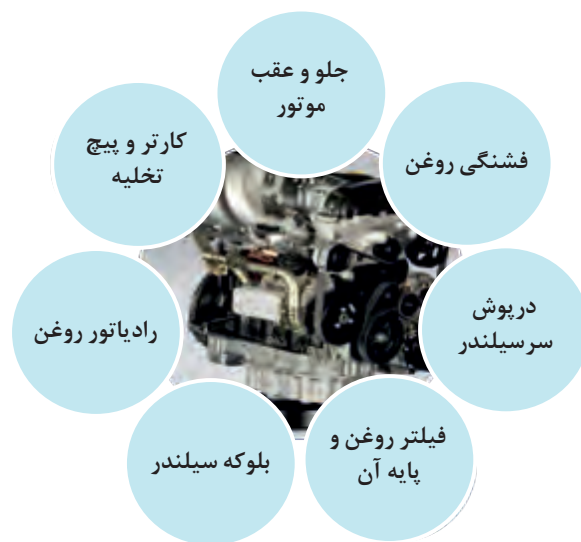 جلو و عقب
موتور
فشنگی روغن
درپوش
سرسیلندر
فیلتر روغن و
پایه آن
بلوکه سیلندر
رادیاتور روغن
کارتر و پیچ
تخلیه